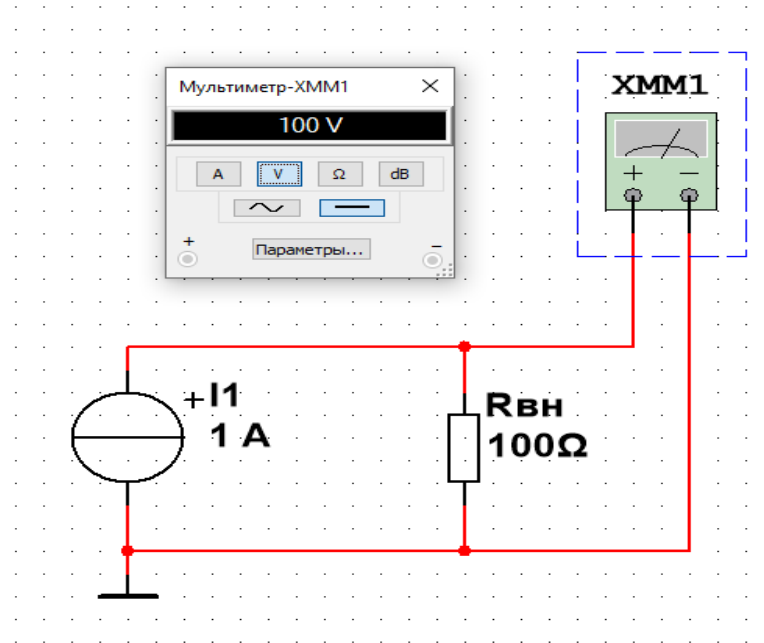 Мультиметр-XMM1
100 V
A V Ω dB
+ −
Параметры...
XMM1
+ −
+I1
1 A
Rвн
100Ω